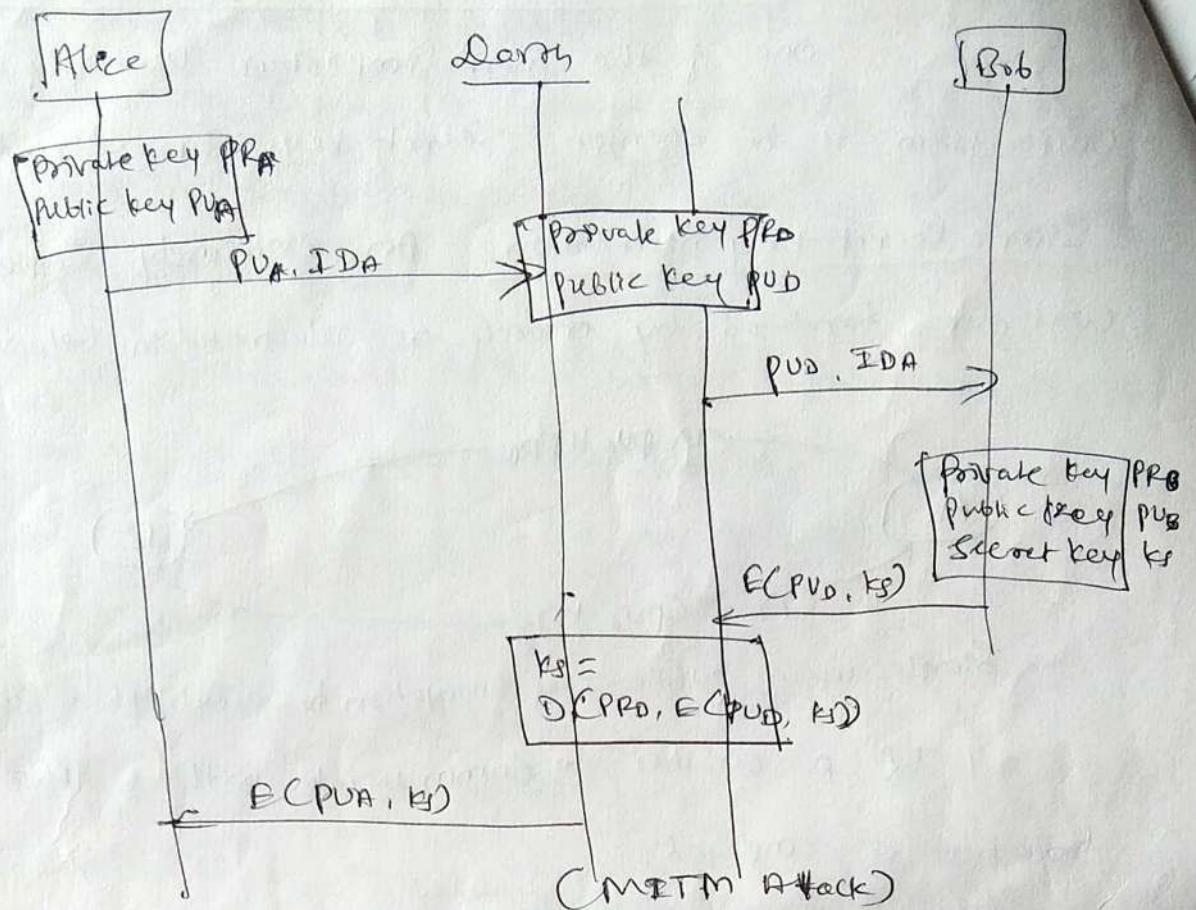 Alice
Darth
Bob
Private key PRA
Public key PUA
PUA, IDA
Private key PRD
Public key PUD
PUD, IDA
Private key PRB
Public key PUB
Secret key ks
E(PUD, ks)
ks =
D(PRD, E(PUD, ks))
E(PUA, ks)
(MITM Attack)